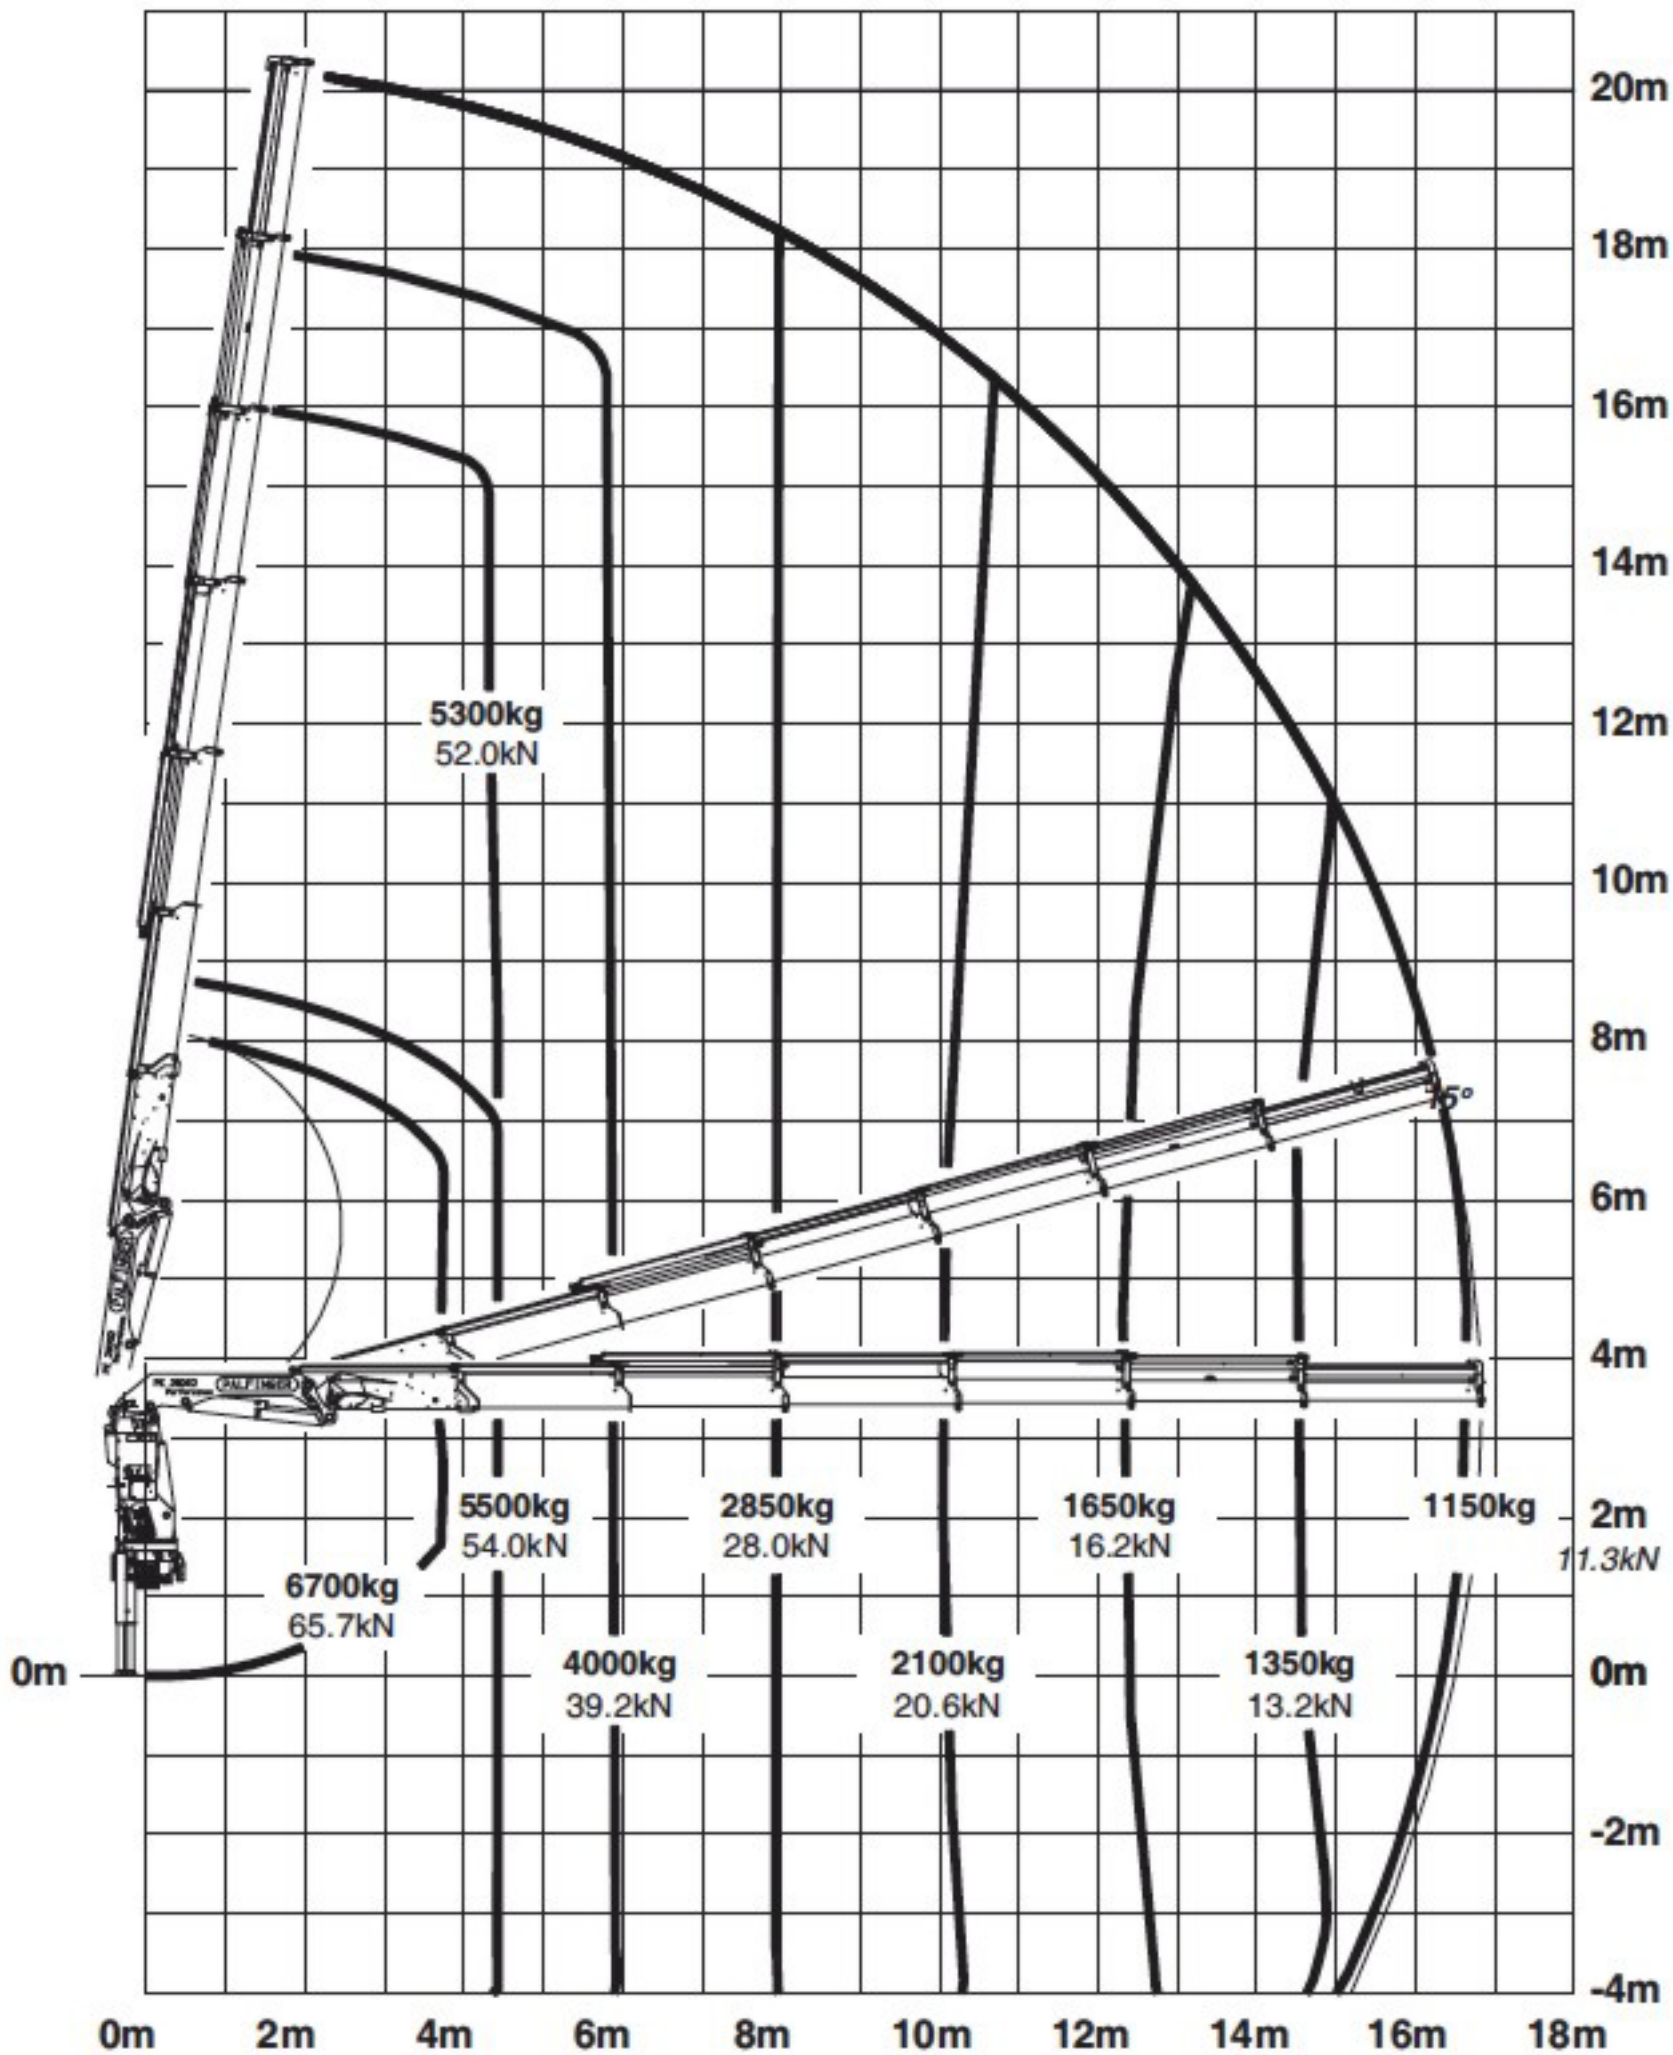 20m
18m
16m
14m
5300kg
52.0kN
12m
10m
8m
5°
6m
4m
PALFINGER
5500kg
54.0kN
2850kg
28.0kN
1650kg
16.2kN
1150kg
11.3kN
2m
6700kg
65.7kN
0m
4000kg
39.2kN
2100kg
20.6kN
1350kg
13.2kN
0m
-2m
-4m
0m 2m 4m 6m 8m 10m 12m 14m 16m 18m